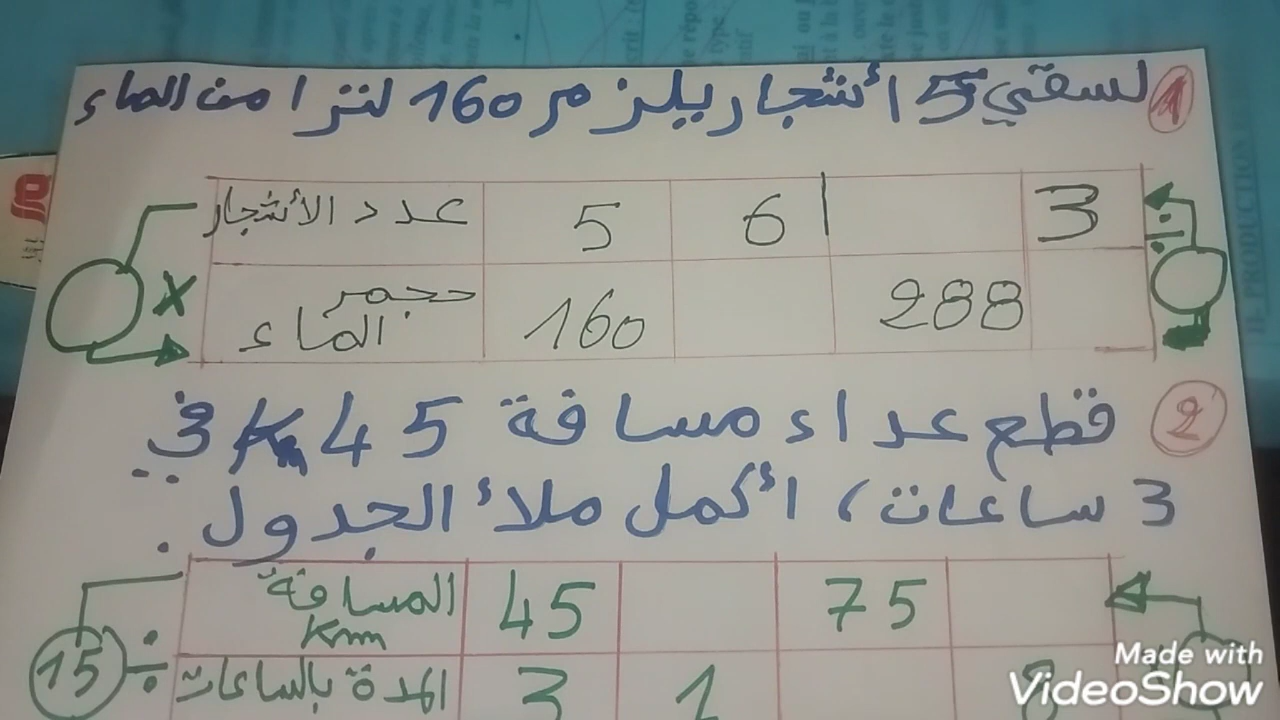 1 لسقي 5 أشجار يلزم 160 لترا من الماء
عدد الأشجار 5 6 3
حجم الماء 160 288
× ÷
2 قطع عداء مسافة 45 Km في
3 ساعات، أكمل ملأ الجدول.
المسافة Km 45 75
المدة بالساعات 3 1
15 ÷
Made with
VideoShow